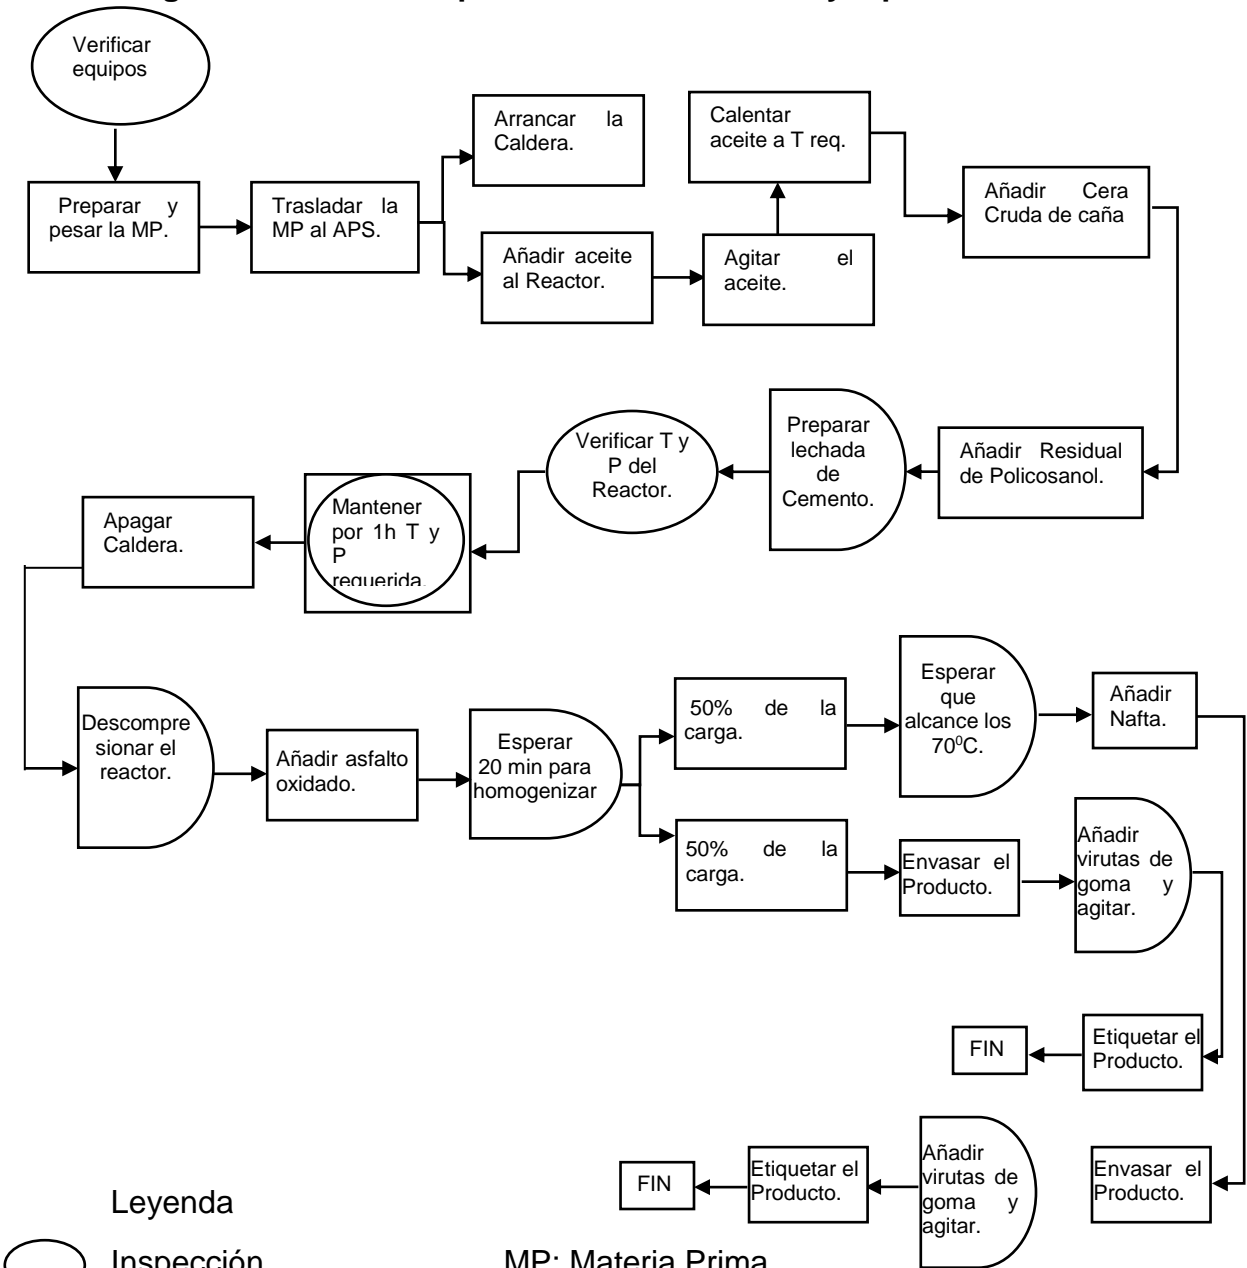 Verificar
equipos
Preparar y
pesar la MP.
Trasladar la
MP al APS.
Arrancar la
Caldera.
Añadir aceite
al Reactor.
Agitar el
aceite.
Calentar
aceite a T req.
Añadir Cera
Cruda de caña
Añadir Residual
de Policosanol.
Preparar
lechada
de
Cemento.
Verificar T y
P del
Reactor.
Mantener
por 1h T y
P
requerida.
Apagar
Caldera.
Descompre
sionar el
reactor.
Añadir asfalto
oxidado.
Esperar
20 min para
homogenizar
50% de la
carga.
Esperar
que
alcance los
70⁰C.
Añadir
Nafta.
50% de la
carga.
Envasar el
Producto.
Añadir
virutas de
goma y
agitar.
Etiquetar el
Producto.
FIN
Envasar el
Producto.
Añadir
virutas de
goma y
agitar.
Etiquetar el
Producto.
FIN
Leyenda
Inspección
MP: Materia Prima